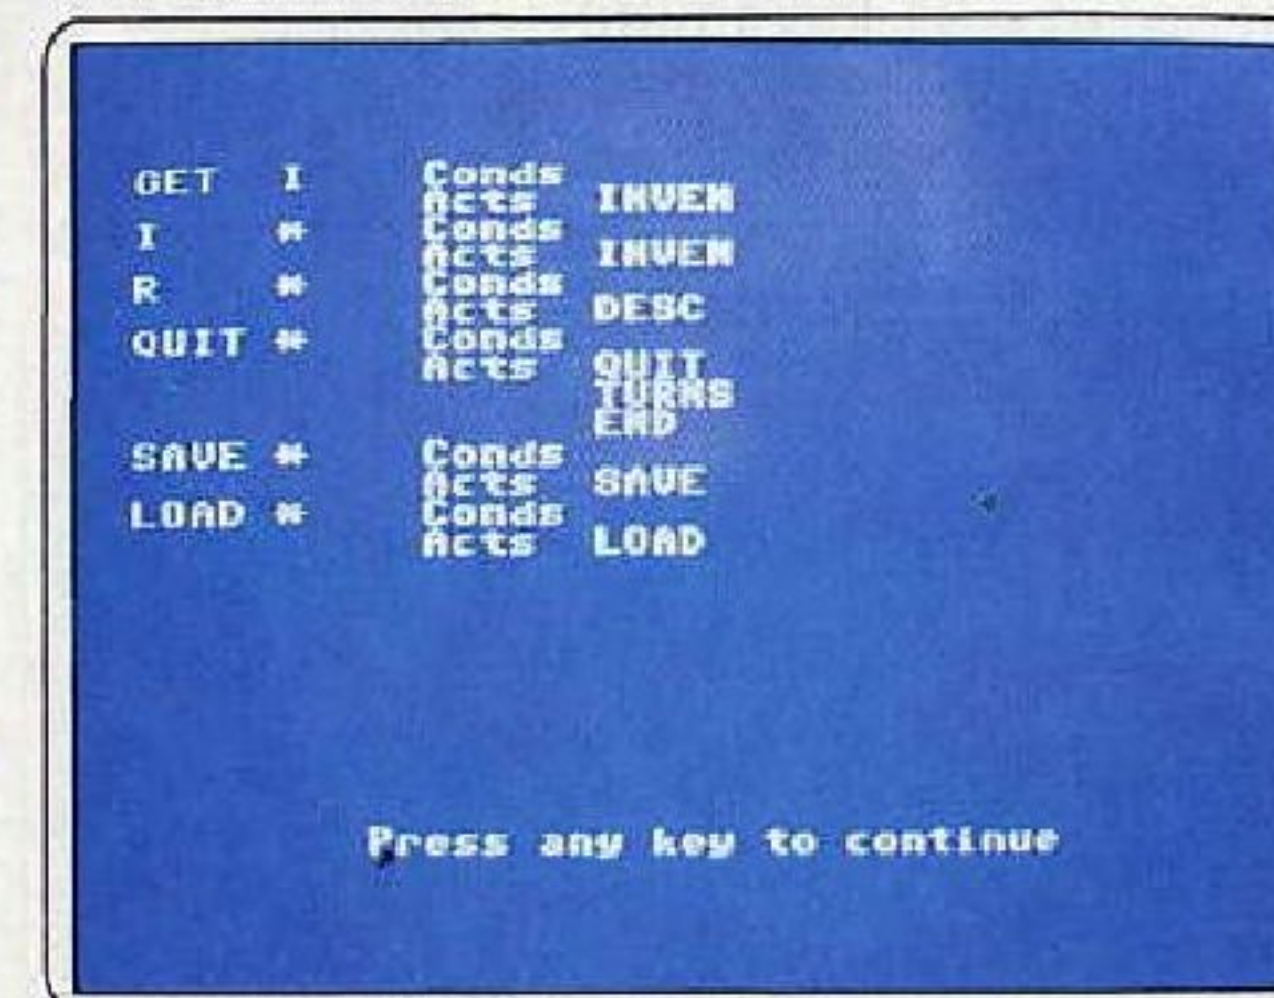 GET I Conds
Acts INVEN
I * Conds
Acts INVEN
R * Conds
Acts DESC
QUIT * Conds
Acts QUIT
TURNS
END
SAVE * Conds
Acts SAVE
LOAD * Conds
Acts LOAD
Press any key to continue